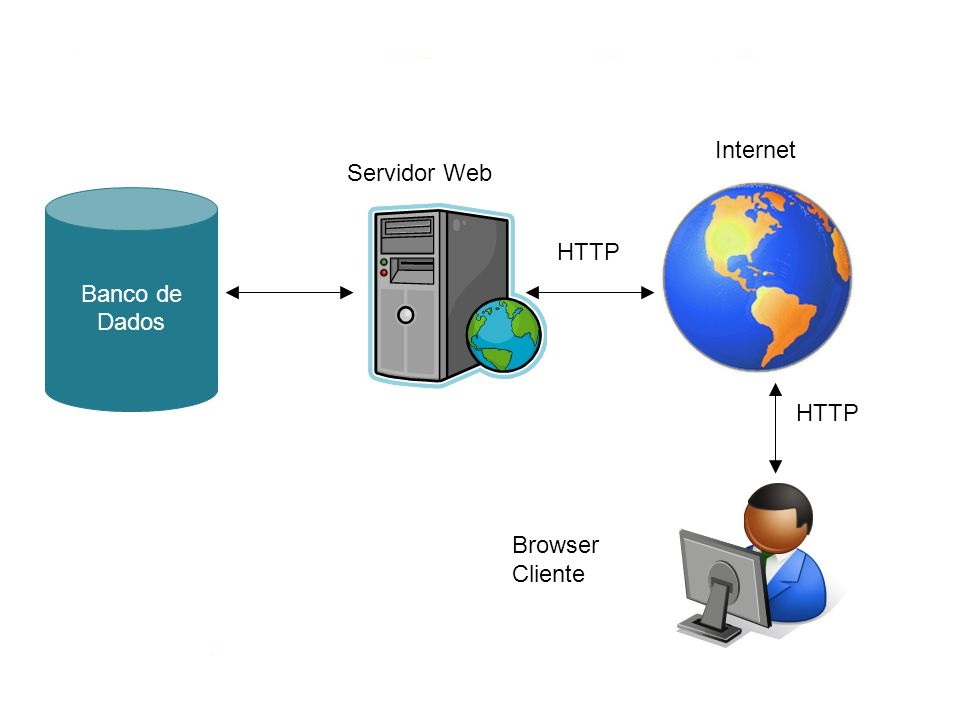 Internet
Servidor Web
HTTP
Banco de
Dados
HTTP
Browser
Cliente